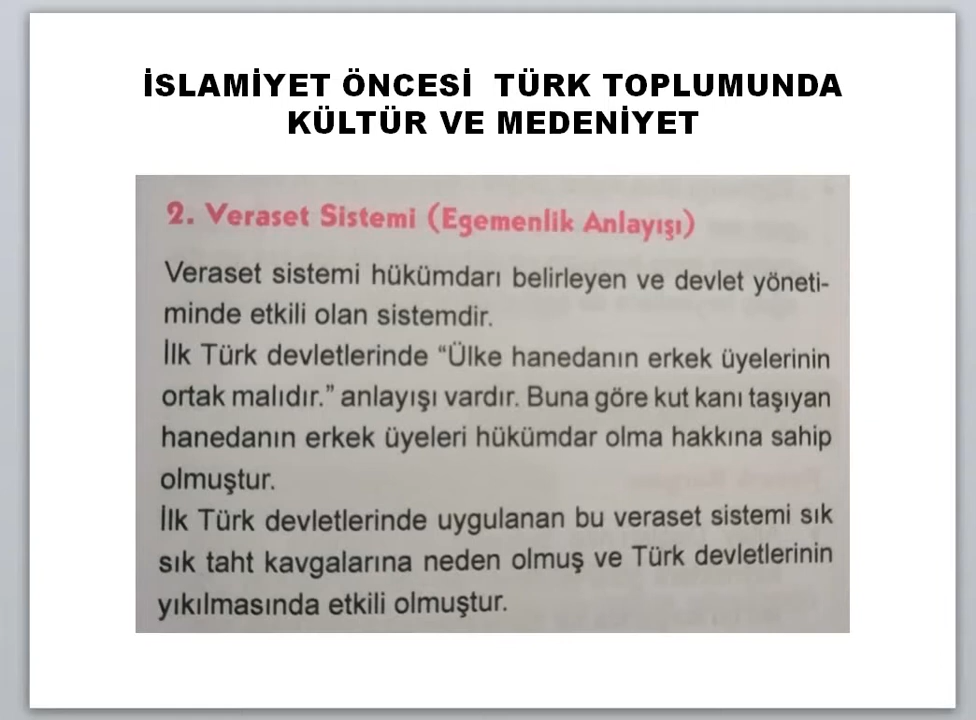 İSLAMİYET ÖNCESİ TÜRK TOPLUMUNDA
KÜLTÜR VE MEDENİYET
2. Veraset Sistemi (Egemenlik Anlayışı)
Veraset sistemi hükümdarı belirleyen ve devlet yöneti-
minde etkili olan sistemdir.
İlk Türk devletlerinde “Ülke hanedanın erkek üyelerinin
ortak malıdır.” anlayışı vardır. Buna göre kut kanı taşıyan
hanedanın erkek üyeleri hükümdar olma hakkına sahip
olmuştur.
İlk Türk devletlerinde uygulanan bu veraset sistemi sık
sık taht kavgalarına neden olmuş ve Türk devletlerinin
yıkılmasında etkili olmuştur.